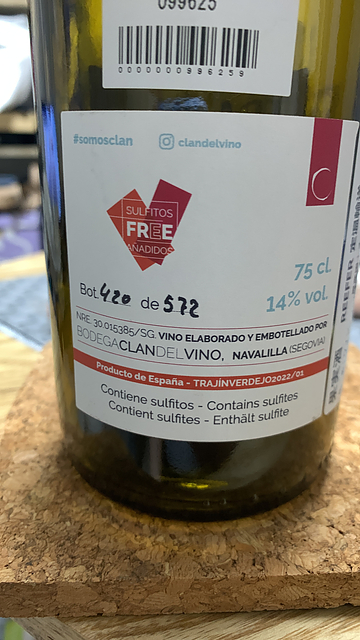 099625
0000000996259
#somosclan clandelvino
SULFITOS
FREE
AÑADIDOS
75 cl.
Bot. 420 de 572
14% vol.
NRE. 30.015385/SG. VINO ELABORADO Y EMBOTELLADO POR
BODEGACLANDELVINO, NAVALILLA (SEGOVIA)
Producto de España - TRAJÍNVERDEJO2022/01
Contiene sulfitos - Contains sulfites
Contient sulfites - Enthält sulfite
REEFER